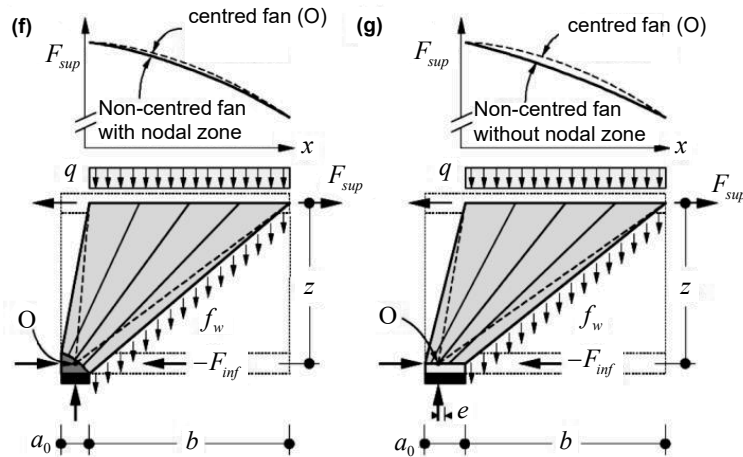 (f)
centred fan (O)
F_sup
Non-centred fan
with nodal zone
x
q
F_sup
z
O
f_w
−F_inf
a_0
b
(g)
centred fan (O)
F_sup
Non-centred fan
without nodal zone
x
q
F_sup
z
O
f_w
−F_inf
e
a_0
b